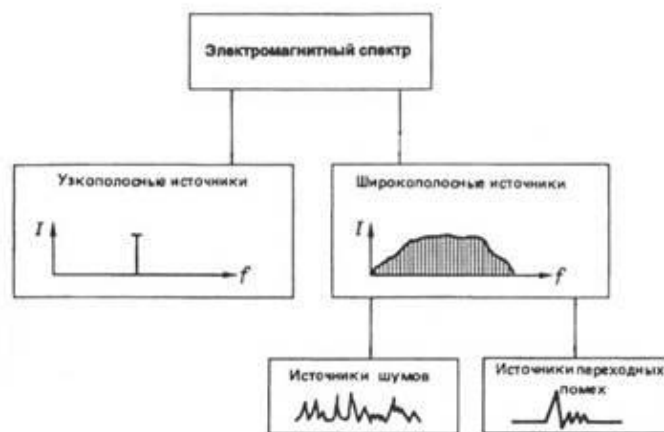 Электромагнитный спектр
Узкополосные источники
I
f
Широкополосные источники
I
f
Источники шумов
Источники переходных
помех